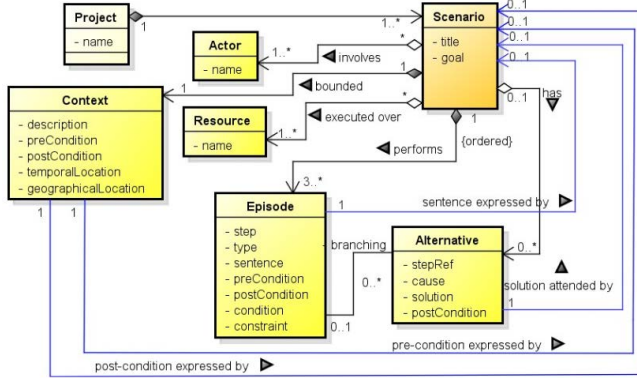 Project
- name
1
1..*
Scenario
- title
- goal
0..1
0..1
0..1
0..1
Actor
- name
1..*
involves
*
1
bounded
1
Context
- description
- preCondition
- postCondition
- temporalLocation
- geographicalLocation
Resource
- name
1..*
executed over
*
0..1
has
1
{ordered}
performs
3..*
1
1
Episode
- step
- type
- sentence
- preCondition
- postCondition
- condition
- constraint
1
sentence expressed by
branching
0..*
0..1
Alternative
- stepRef
- cause
- solution
- postCondition
0..*
solution attended by
1
pre-condition expressed by
post-condition expressed by